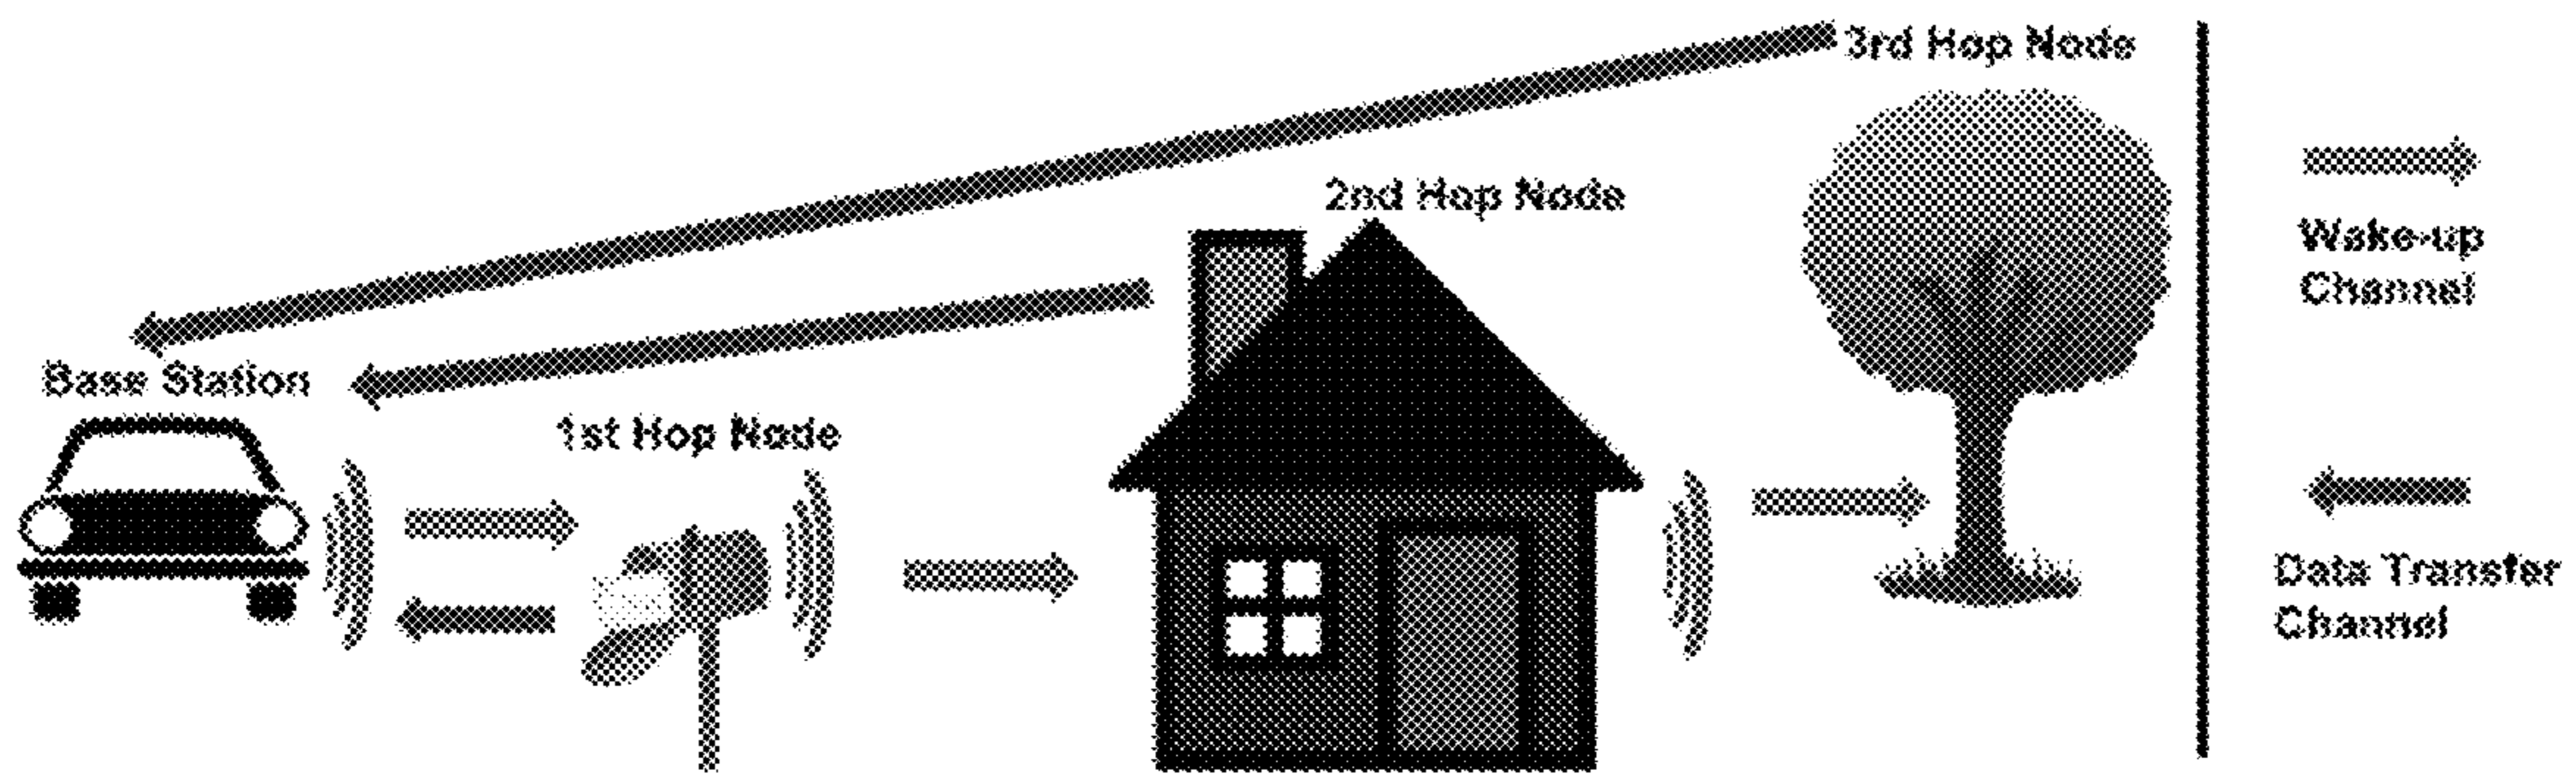 3rd Hop Node
2nd Hop Node
Wake-up
Channel
Base Station
1st Hop Node
Data Transfer
Channel